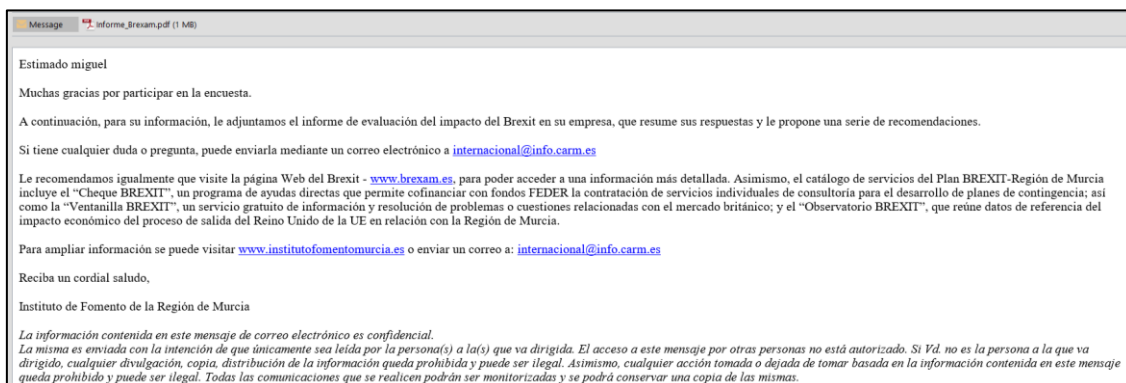 Message Informe_Brexam.pdf (1 MB)
Estimado miguel
Muchas gracias por participar en la encuesta.
A continuación, para su información, le adjuntamos el informe de evaluación del impacto del Brexit en su empresa, que resume sus respuestas y le propone una serie de recomendaciones.
Si tiene cualquier duda o pregunta, puede enviarla mediante un correo electrónico a internacional@info.carm.es
Le recomendamos igualmente que visite la página Web del Brexit - www.brexam.es, para poder acceder a una información más detallada. Asimismo, el catálogo de servicios del Plan BREXIT-Región de Murcia
incluye el “Cheque BREXIT”, un programa de ayudas directas que permite cofinanciar con fondos FEDER la contratación de servicios individuales de consultoría para el desarrollo de planes de contingencia; así
como la “Ventanilla BREXIT”, un servicio gratuito de información y resolución de problemas o cuestiones relacionadas con el mercado británico; y el “Observatorio BREXIT”, que reúne datos de referencia del
impacto económico del proceso de salida del Reino Unido de la UE en relación con la Región de Murcia.
Para ampliar información se puede visitar www.institutofomentomurcia.es o enviar un correo a: internacional@info.carm.es
Reciba un cordial saludo,
Instituto de Fomento de la Región de Murcia
La información contenida en este mensaje de correo electrónico es confidencial.
La misma es enviada con la intención de que únicamente sea leída por la persona(s) a la(s) que va dirigida. El acceso a este mensaje por otras personas no está autorizado. Si Vd. no es la persona a la que va
dirigido, cualquier divulgación, copia, distribución de la información queda prohibida y puede ser ilegal. Asimismo, cualquier acción tomada o dejada de tomar basada en la información contenida en este mensaje
queda prohibido y puede ser ilegal. Todas las comunicaciones que se realicen podrán ser monitorizadas y se podrá conservar una copia de las mismas.